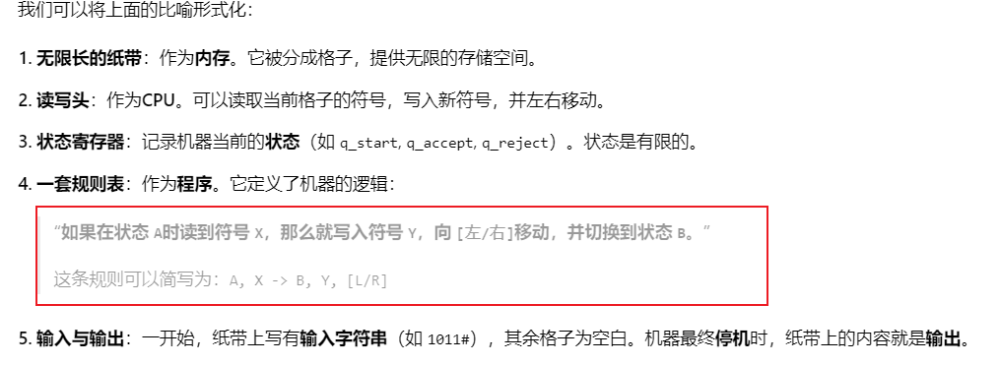 我们可以将上面的比喻形式化：
1. 无限长的纸带：作为内存。它被分成格子，提供无限的存储空间。
2. 读写头：作为CPU。可以读取当前格子的符号，写入新符号，并左右移动。
3. 状态寄存器：记录机器当前的状态（如 q_start, q_accept, q_reject）。状态是有限的。
4. 一套规则表：作为程序。它定义了机器的逻辑：
“如果在状态 A时读到符号 X，那么就写入符号 Y，向 [左/右]移动，并切换到状态 B。”
这条规则可以简写为：A, X -> B, Y, [L/R]
5. 输入与输出：一开始，纸带上写有输入字符串（如 1011#），其余格子为空白。机器最终停机时，纸带上的内容就是输出。